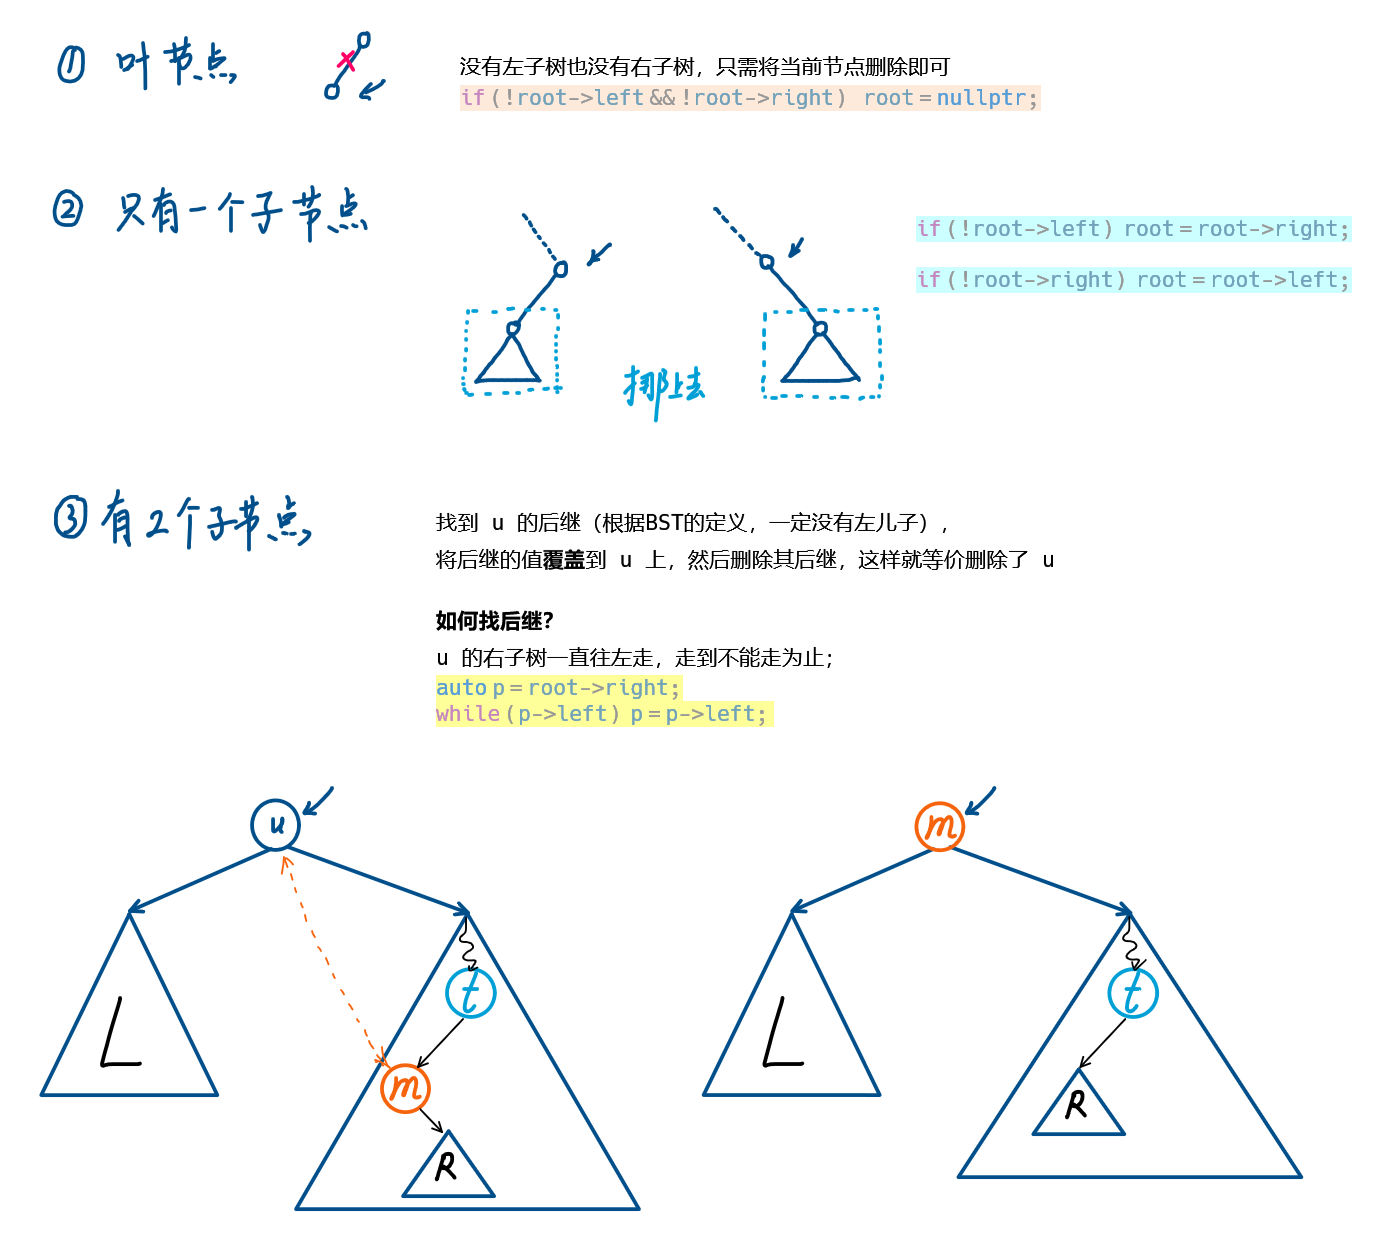 ① 叶节点
没有左子树也没有右子树，只需将当前节点删除即可
if(!root->left && !root->right) root = nullptr;
② 只有一个子节点
if(!root->left) root = root->right;
if(!root->right) root = root->left;
挪上去
③ 有2个子节点
找到 u 的后继（根据BST的定义，一定没有左儿子），
将后继的值覆盖到 u 上，然后删除其后继，这样就等价删除了 u
如何找后继？
u 的右子树一直往左走，走到不能走为止；
auto p = root->right;
while(p->left) p = p->left;
u
m
L
t
m
R
L
t
R